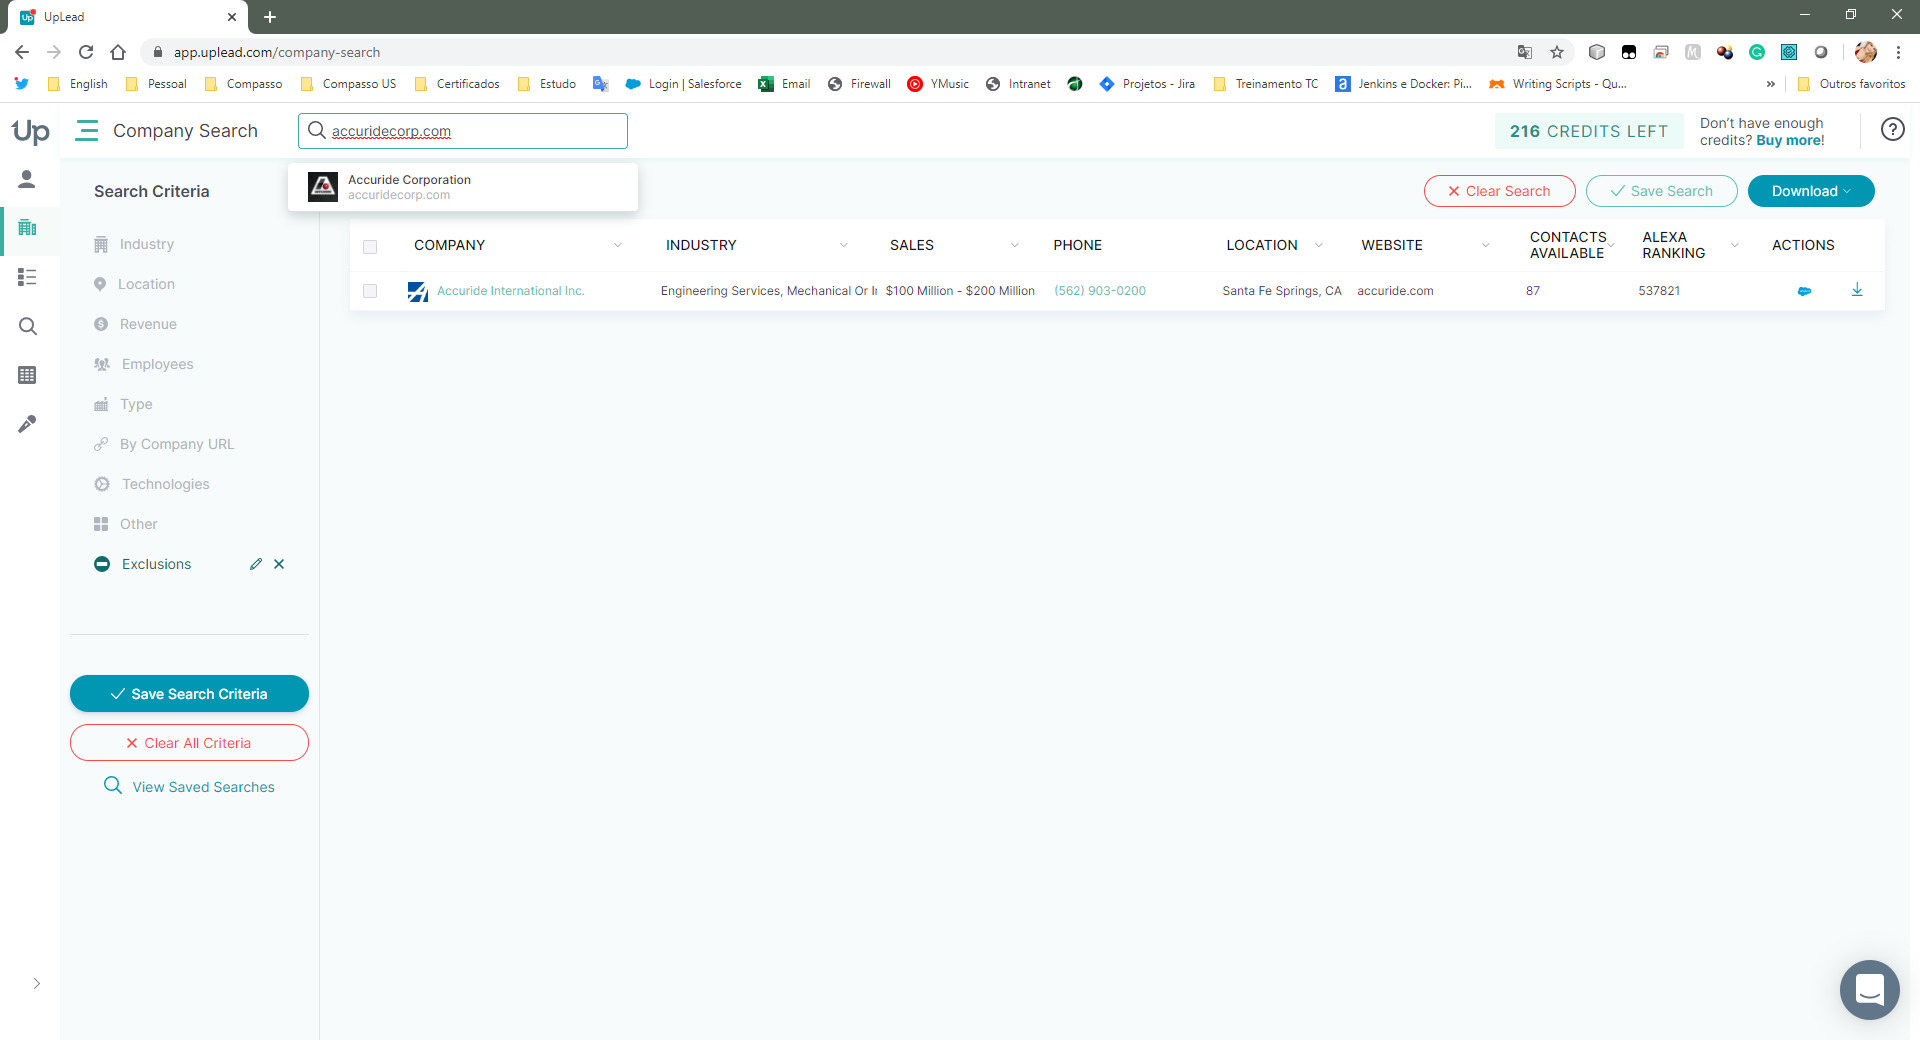 UpLead
app.uplead.com/company-search
English Pessoal Compasso Compasso US Certificados Estudo Login | Salesforce Email Firewall YMusic Intranet Projetos - Jira Treinamento TC Jenkins e Docker: Pi... Writing Scripts - Qu... » Outros favoritos
Up Company Search accuridecorp.com 216 CREDITS LEFT Don't have enough
credits? Buy more!
Accuride Corporation
accuridecorp.com
Search Criteria Clear Search Save Search Download
COMPANY INDUSTRY SALES PHONE LOCATION WEBSITE CONTACTS AVAILABLE ALEXA RANKING ACTIONS
Accuride International Inc. Engineering Services, Mechanical Or Ir $100 Million - $200 Million (562) 903-0200 Santa Fe Springs, CA accuride.com 87 537821
Industry
Location
Revenue
Employees
Type
By Company URL
Technologies
Other
Exclusions
Save Search Criteria
Clear All Criteria
View Saved Searches